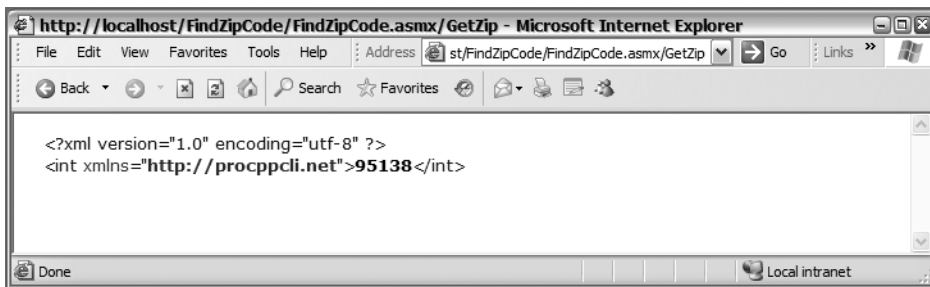 http://localhost/FindZipCode/FindZipCode.asmx/GetZip - Microsoft Internet Explorer
File Edit View Favorites Tools Help Address st/FindZipCode/FindZipCode.asmx/GetZip Go Links »
Back Search Favorites
<?xml version="1.0" encoding="utf-8" ?>
<int xmlns="http://procppcli.net">95138</int>
Done Local intranet